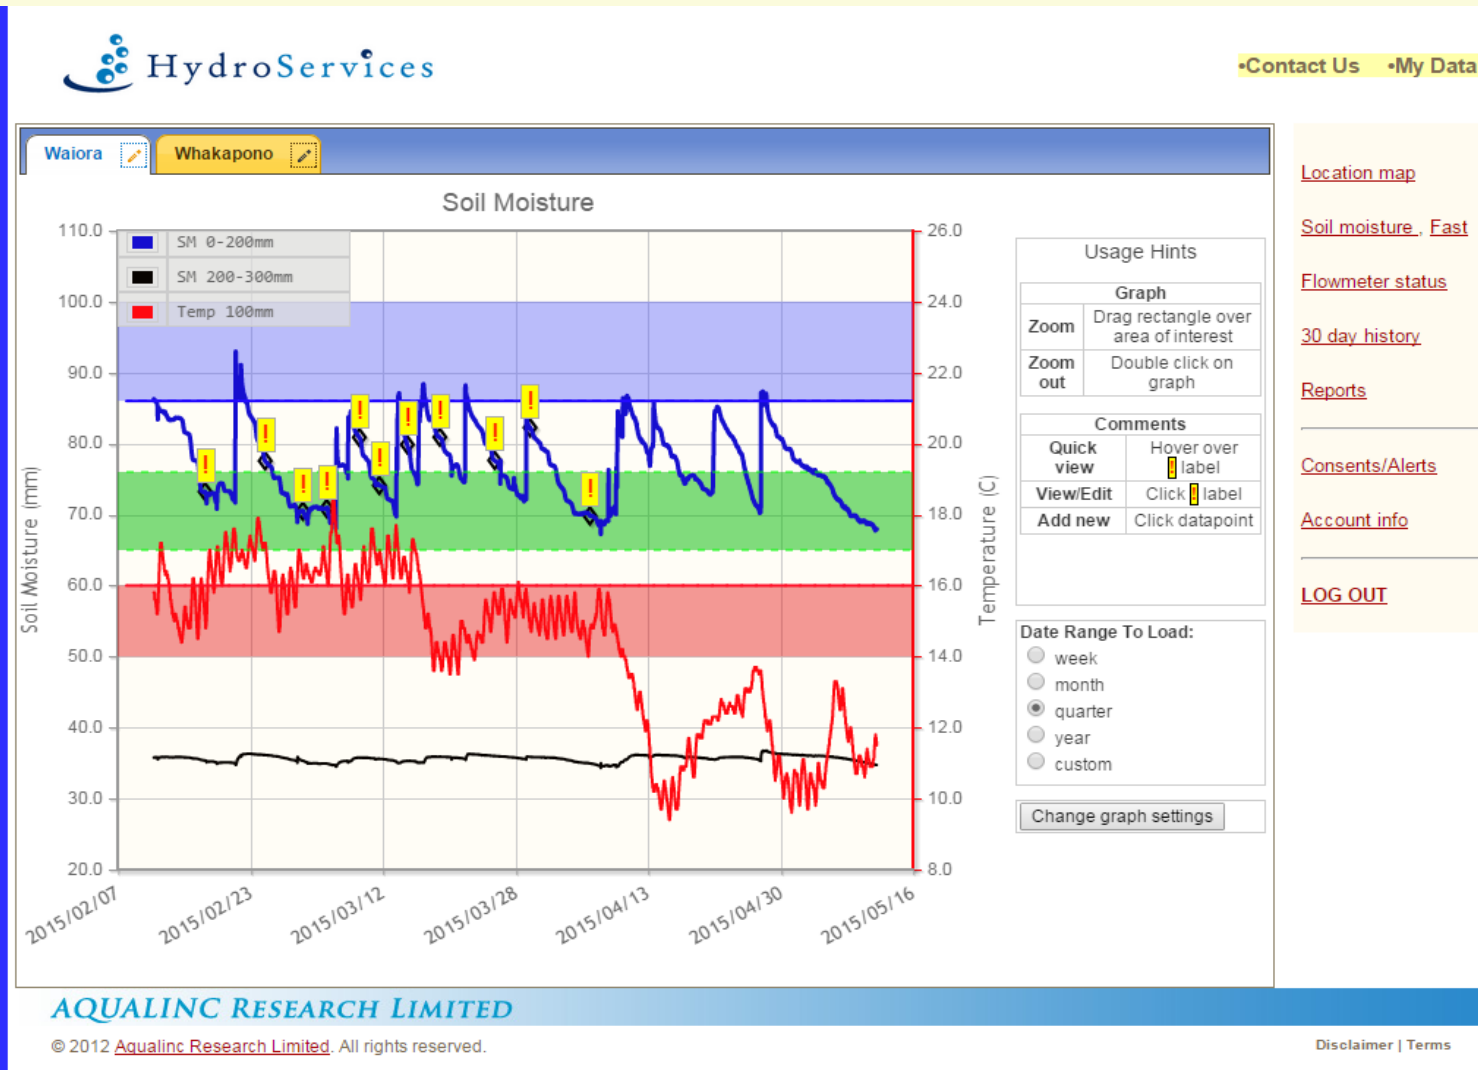 HydroServices
•Contact Us •My Data
Waiora
Whakapono
Soil Moisture
110.0
100.0
90.0
80.0
70.0
60.0
50.0
40.0
30.0
20.0
Soil Moisture (mm)
SM 0-200mm
SM 200-300mm
Temp 100mm
! ! ! ! ! ! ! ! ! ! !
26.0
24.0
22.0
20.0
18.0
16.0
14.0
12.0
10.0
8.0
Temperature (C)
2015/02/07
2015/02/23
2015/03/12
2015/03/28
2015/04/13
2015/04/30
2015/05/16
Usage Hints
Graph
Zoom Drag rectangle over
area of interest
Zoom Double click on
out graph
Comments
Quick Hover over
view ! label
View/Edit Click ! label
Add new Click datapoint
Date Range To Load:
week
month
quarter
year
custom
Change graph settings
Location map
Soil moisture , Fast
Flowmeter status
30 day history
Reports
Consents/Alerts
Account info
LOG OUT
AQUALINC RESEARCH LIMITED
© 2012 Aqualinc Research Limited. All rights reserved.
Disclaimer | Terms